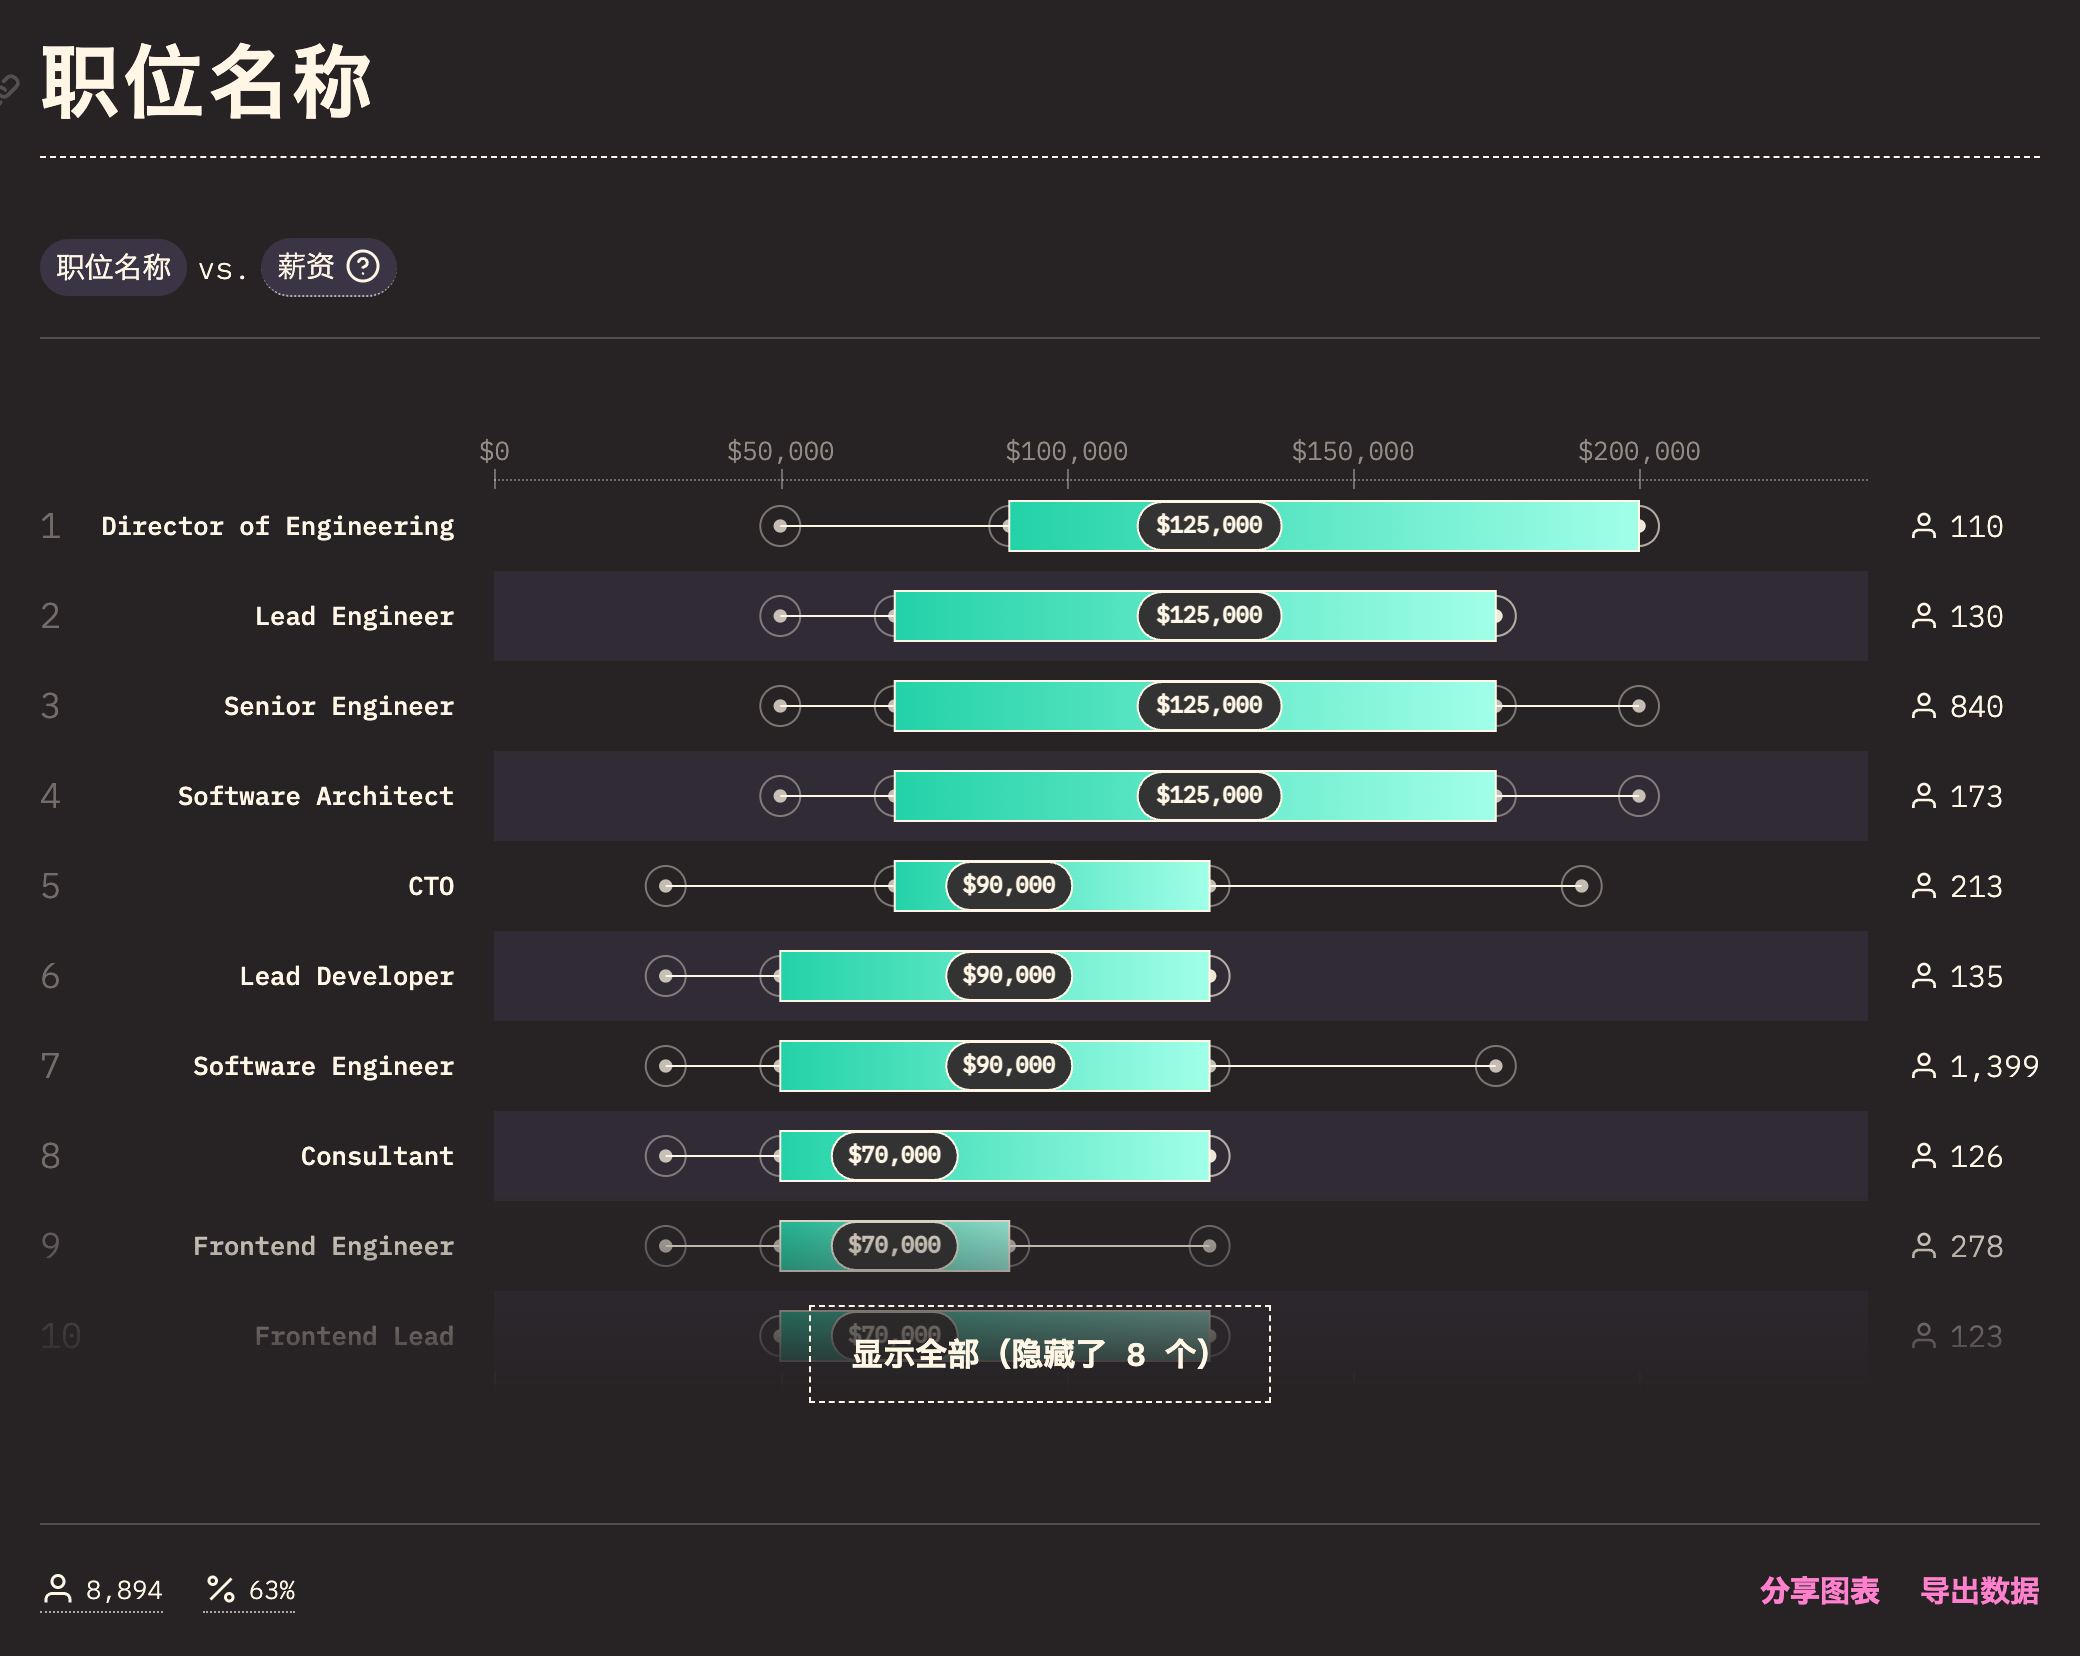 职位名称
职位名称 vs. 薪资
$0 $50,000 $100,000 $150,000 $200,000
1 Director of Engineering $125,000 110
2 Lead Engineer $125,000 130
3 Senior Engineer $125,000 840
4 Software Architect $125,000 173
5 CTO $90,000 213
6 Lead Developer $90,000 135
7 Software Engineer $90,000 1,399
8 Consultant $70,000 126
9 Frontend Engineer $70,000 278
10 Frontend Lead $70,000 123
显示全部（隐藏了 8 个）
8,894 63% 分享图表 导出数据